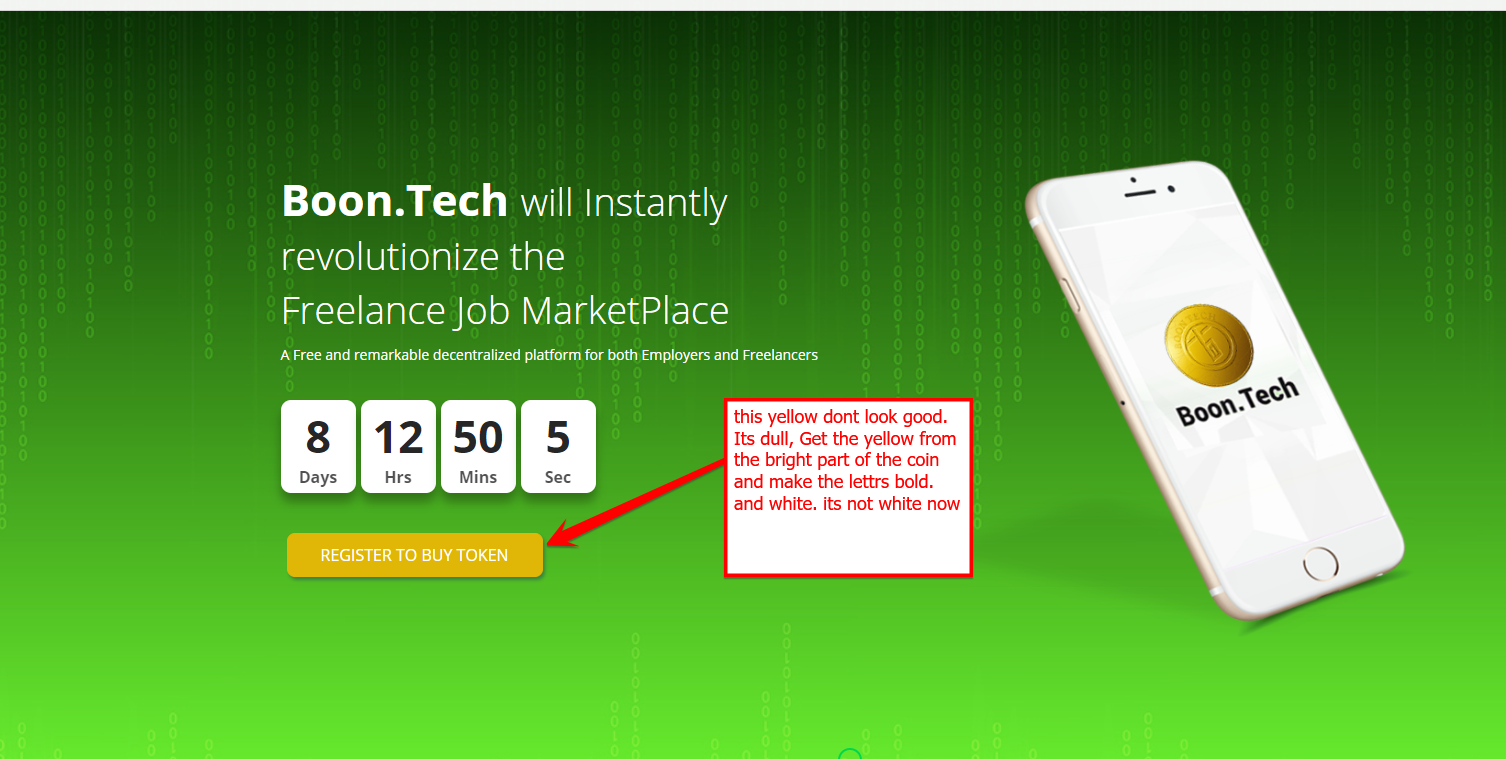 Boon.Tech will Instantly
revolutionize the
Freelance Job MarketPlace
A Free and remarkable decentralized platform for both Employers and Freelancers
8 12 50 5
Days Hrs Mins Sec
REGISTER TO BUY TOKEN
this yellow dont look good.
Its dull, Get the yellow from
the bright part of the coin
and make the lettrs bold.
and white. its not white now
BOON TECH
Boon.Tech